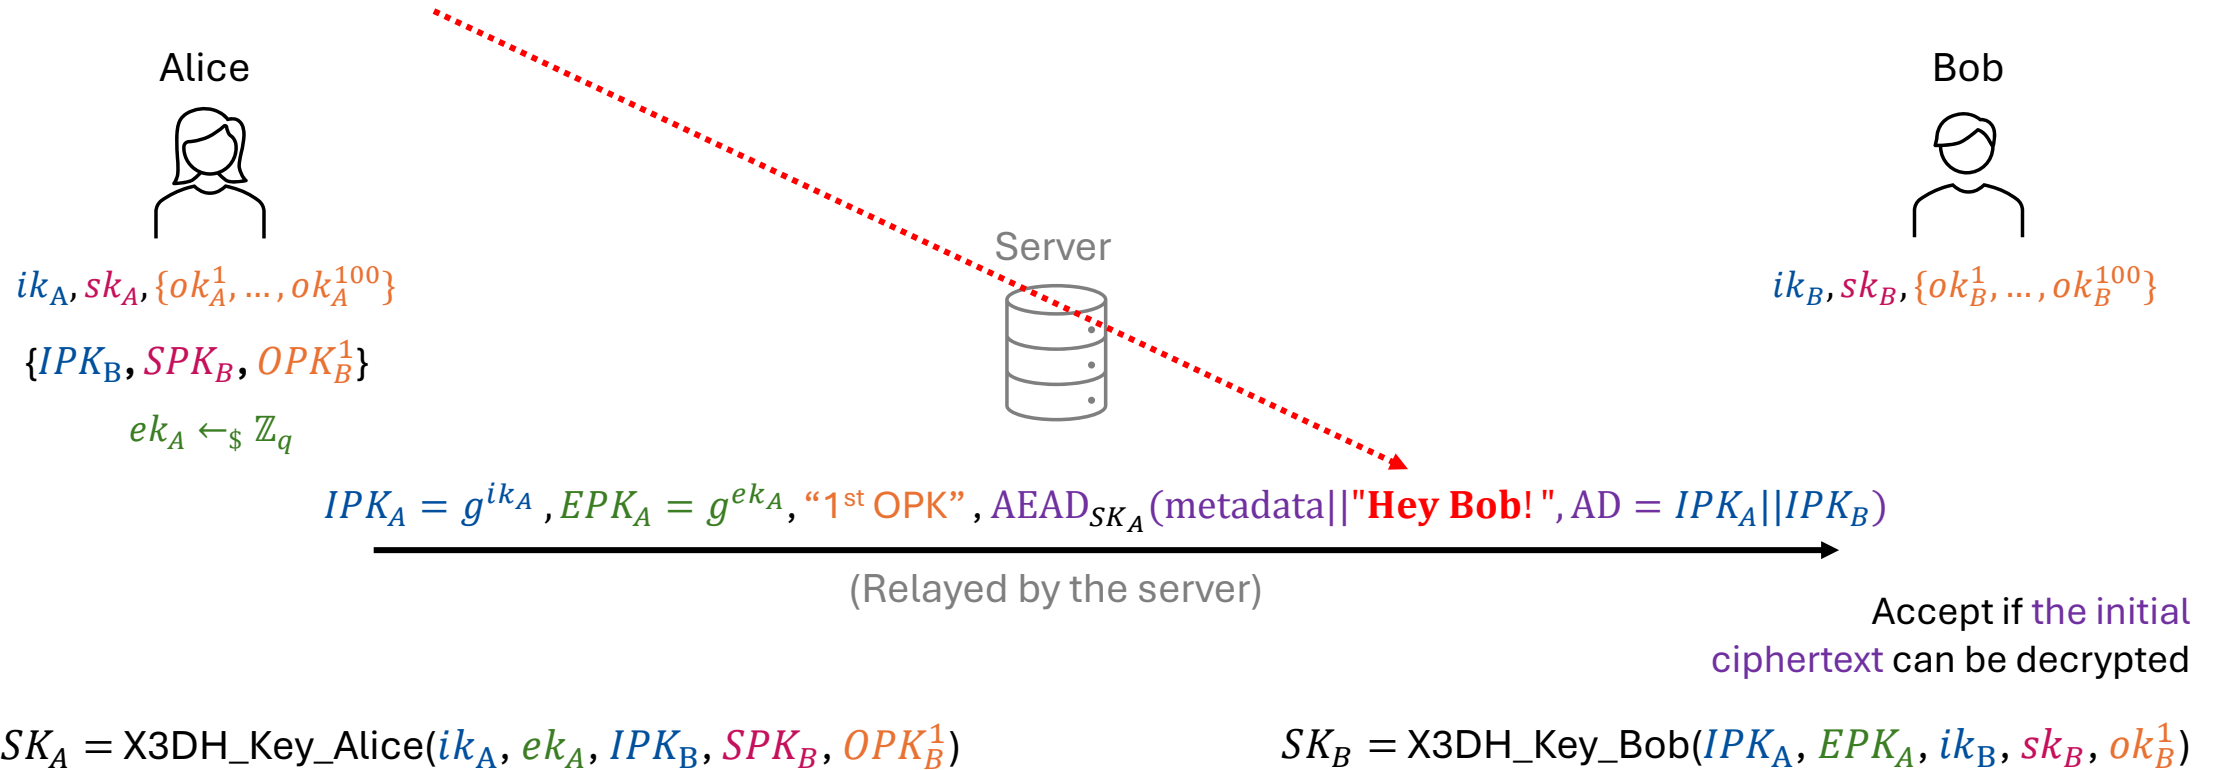 Alice
Bob
Server
ik_A, sk_A, {ok_A^1, ..., ok_A^100}
ik_B, sk_B, {ok_B^1, ..., ok_B^100}
{IPK_B, SPK_B, OPK_B^1}
ek_A ←_$ ℤ_q
IPK_A = g^{ik_A}, EPK_A = g^{ek_A}, “1st OPK”, AEAD_{SK_A}(metadata||"Hey Bob!", AD = IPK_A||IPK_B)
(Relayed by the server)
Accept if the initial
ciphertext can be decrypted
SK_A = X3DH_Key_Alice(ik_A, ek_A, IPK_B, SPK_B, OPK_B^1)
SK_B = X3DH_Key_Bob(IPK_A, EPK_A, ik_B, sk_B, ok_B^1)